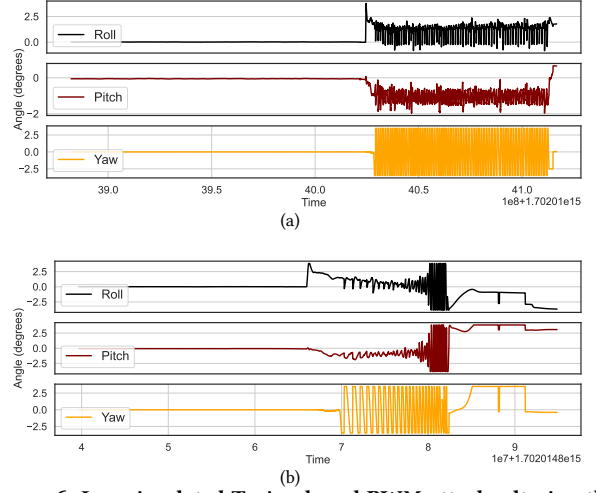 2.5
0.0
Roll
0
−2
Pitch
2.5
0.0
−2.5
Yaw
Angle (degrees)
39.0 39.5 40.0 40.5 41.0
Time
1e8+1.70201e15
(a)
2.5
0.0
−2.5
Roll
2.5
0.0
−2.5
Pitch
2.5
0.0
−2.5
Yaw
Angle (degrees)
4 5 6 7 8 9
Time
1e7+1.7020148e15
(b)